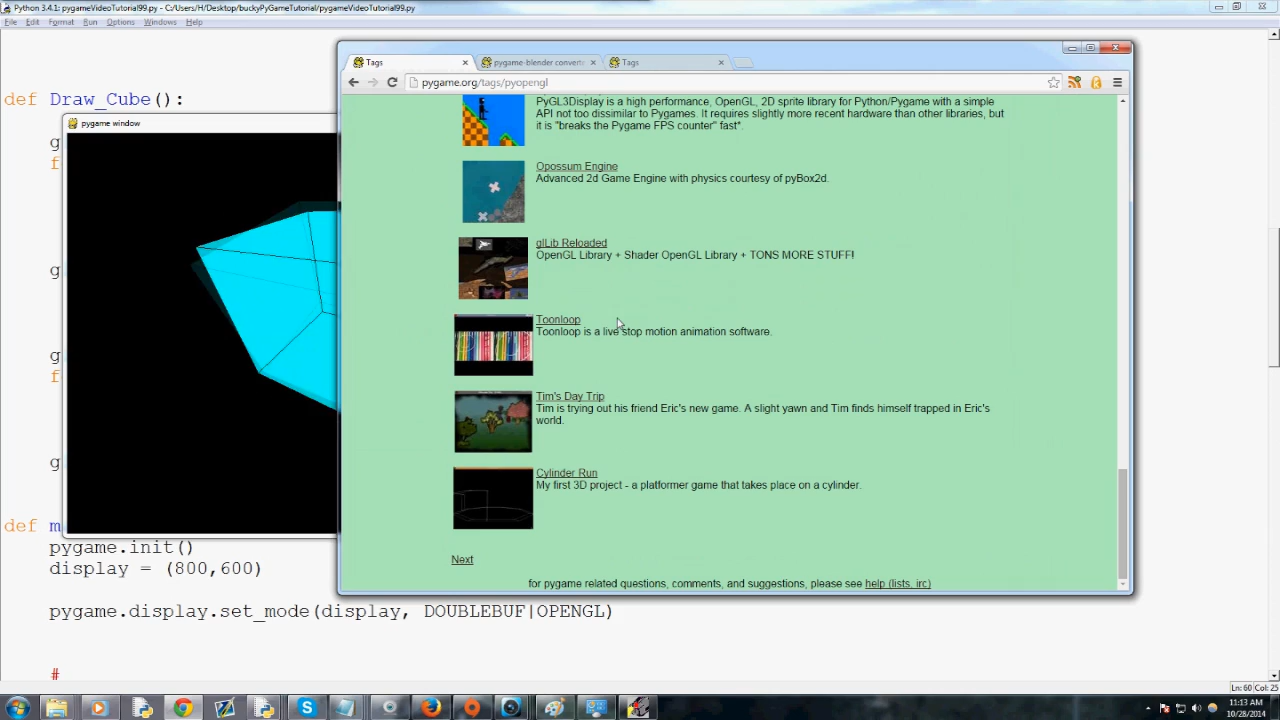 Python 3.4.1: pygameVideoTutorial99.py - C:/Users/H/Desktop/buckyPyGameTutorial/pygameVideoTutorial99.py
File Edit Format Run Options Windows Help
def Draw_Cube():
pygame window
g
f
g
g
f
g
def m
pygame.init()
display = (800,600)
pygame.display.set_mode(display, DOUBLEBUF|OPENGL)
#
Tags
pygame-blender converte
Tags
pygame.org/tags/pyopengl
PyGL3Display is a high performance, OpenGL, 2D sprite library for Python/Pygame with a simple
API not too dissimilar to Pygames. It requires slightly more recent hardware than other libraries, but
it is "breaks the Pygame FPS counter" fast*.
Opossum Engine
Advanced 2d Game Engine with physics courtesy of pyBox2d.
glLib Reloaded
OpenGL Library + Shader OpenGL Library + TONS MORE STUFF!
Toonloop
Toonloop is a live stop motion animation software.
Tim's Day Trip
Tim is trying out his friend Eric's new game. A slight yawn and Tim finds himself trapped in Eric's
world.
Cylinder Run
My first 3D project - a platformer game that takes place on a cylinder.
Next
for pygame related questions, comments, and suggestions, please see help (lists, irc)
Ln: 60 Col: 25
11:13 AM
10/28/2014